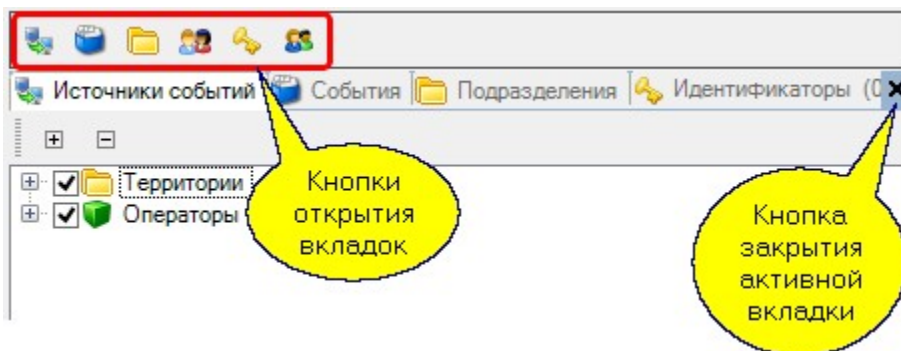 Источники событий События Подразделения Идентификаторы (0
Территории
Операторы
Кнопки
открытия
вкладок
Кнопка
закрытия
активной
вкладки